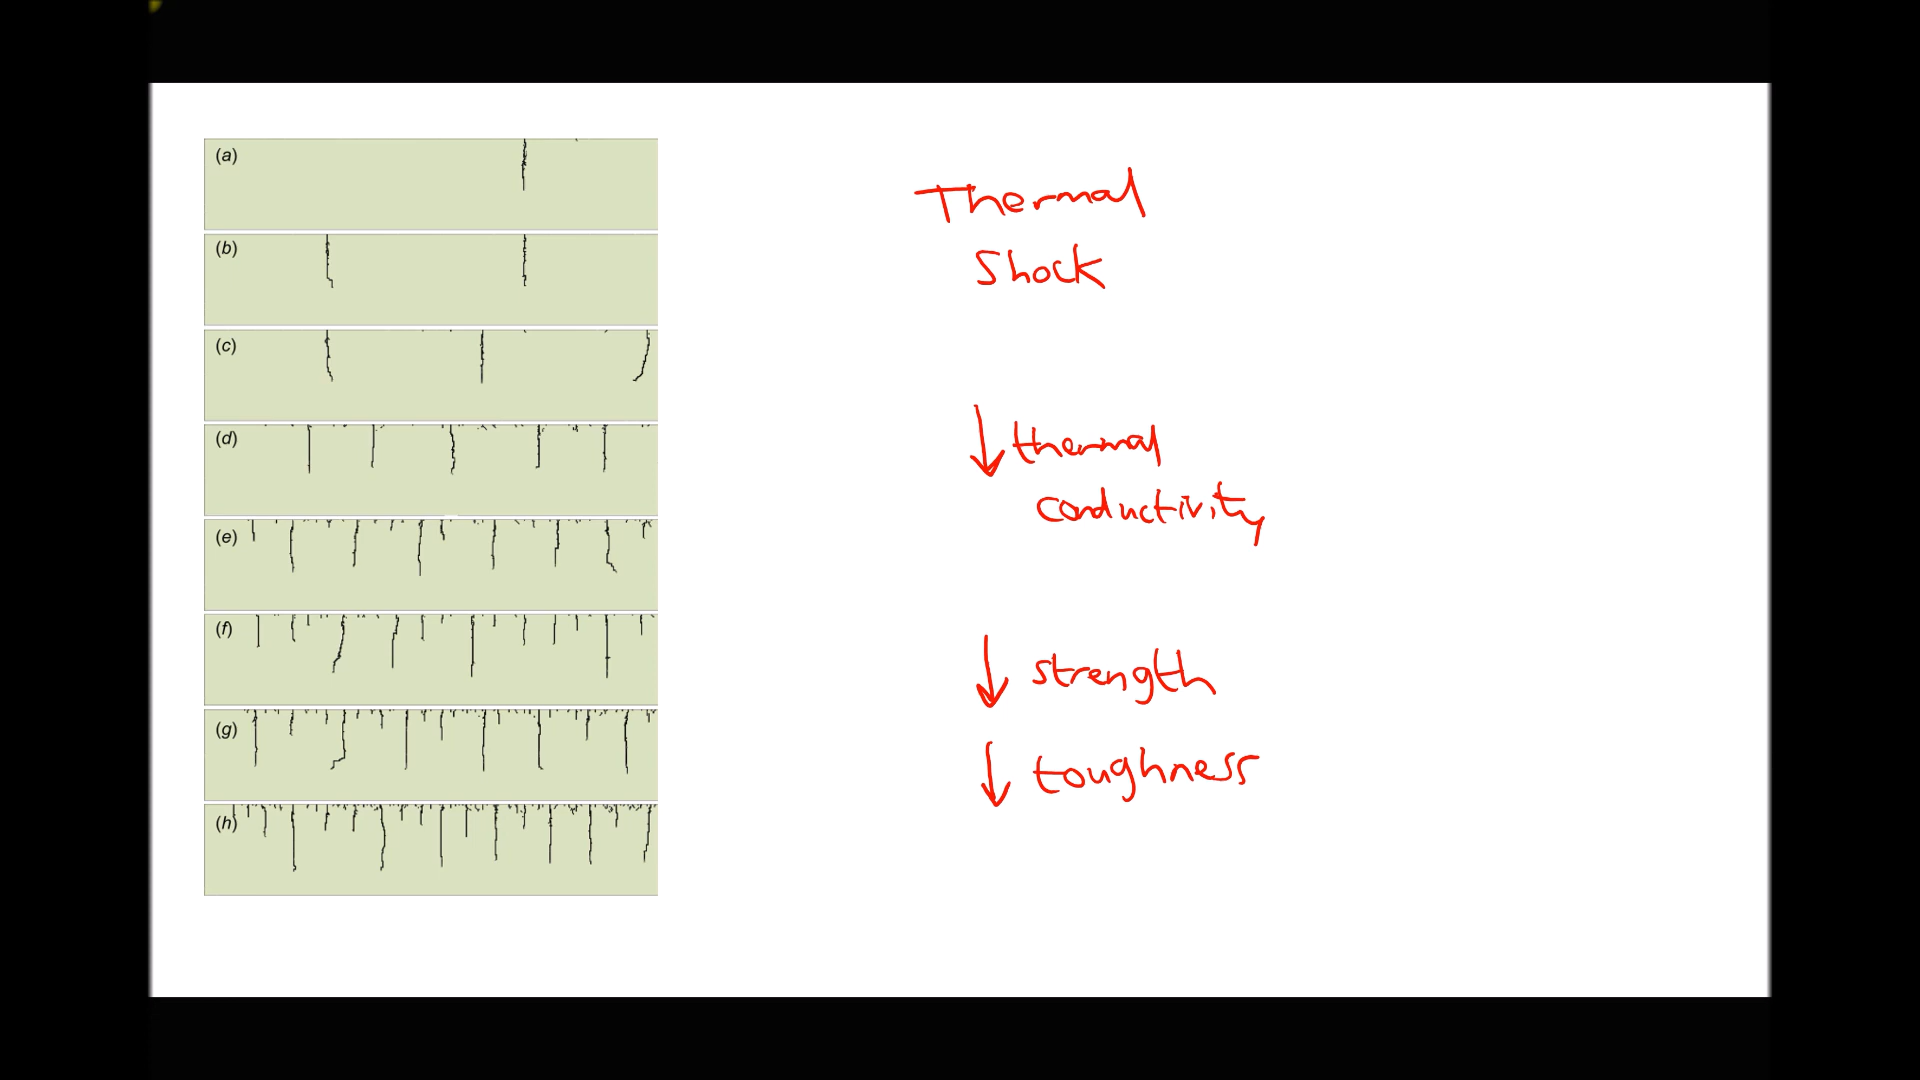 (a)
(b)
(c)
(d)
(e)
(f)
(g)
(h)
Thermal
Shock
↓ thermal
conductivity
↓ strength
↓ toughness